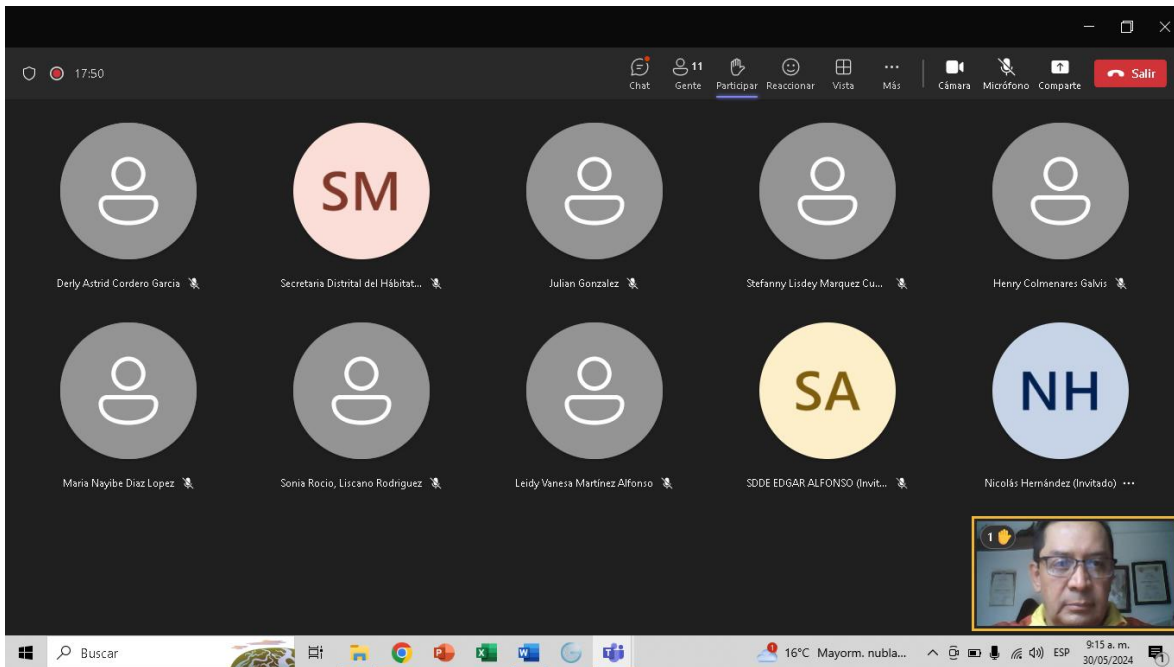 17:50
11
Chat Gente Participar Reaccionar Vista Más Cámara Micrófono Comparte Salir
SM
Derly Astrid Cordero Garcia Secretaria Distrital del Hábitat... Julian Gonzalez Stefanny Lisdey Marquez Cu... Henry Colmenares Galvis
SA NH
Maria Nayibe Diaz Lopez Sonia Rocio, Liscano Rodriguez Leidy Vanesa Martínez Alfonso SDDE EDGAR ALFONSO (Invit... Nicolás Hernández (Invitado) ...
1
Buscar 16°C Mayorm. nubla... ESP 9:15 a. m.
30/05/2024